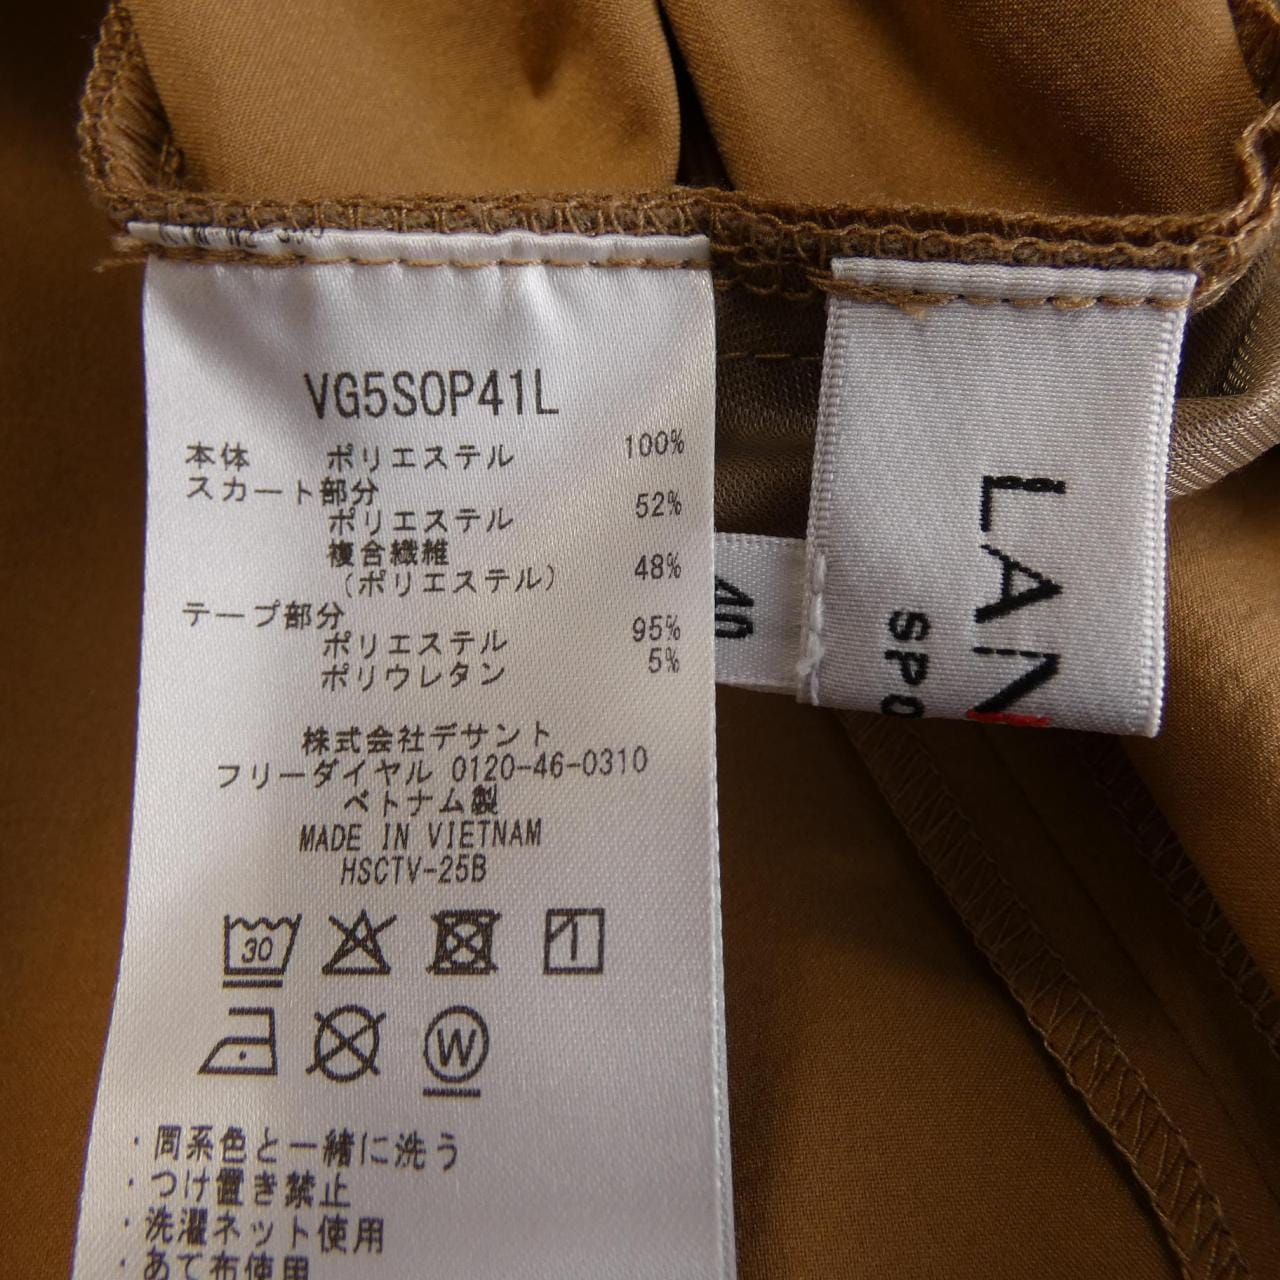 VG5SOP41L
本体 ポリエステル 100%
スカート部分
ポリエステル 52%
複合繊維
(ポリエステル) 48%
テープ部分
ポリエステル 95%
ポリウレタン 5%
株式会社デサント
フリーダイヤル 0120-46-0310
ベトナム製
MADE IN VIETNAM
HSCTV-25B
30
W
・同系色と一緒に洗う
・つけ置き禁止
・洗濯ネット使用
・あて布使用
40
LAN
SPO